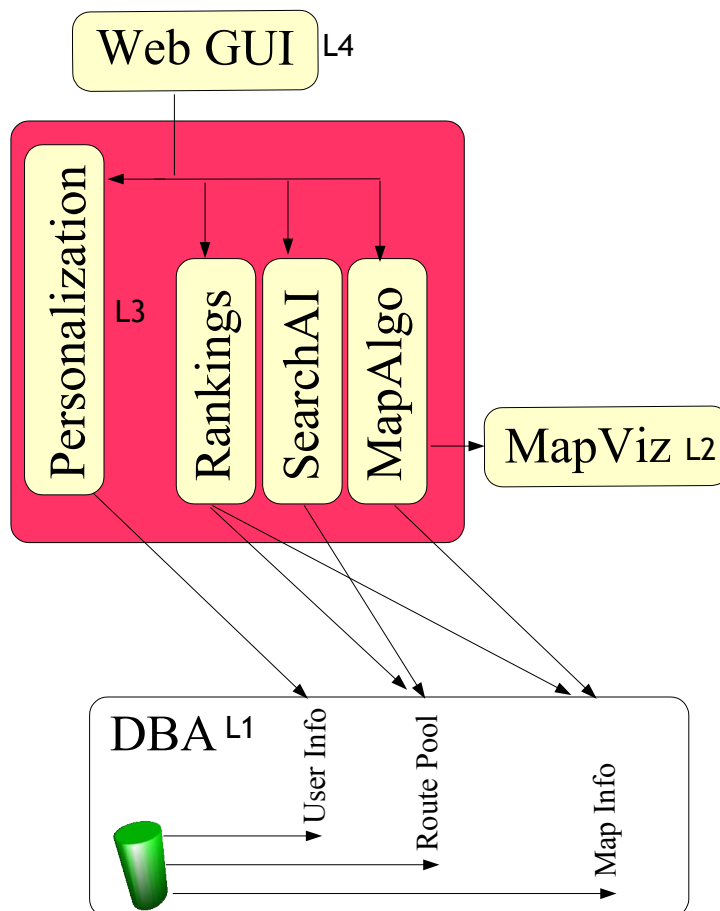 Web GUI L4
Personalization
L3
Rankings
SearchAI
MapAlgo
MapViz L2
DBA L1
User Info
Route Pool
Map Info